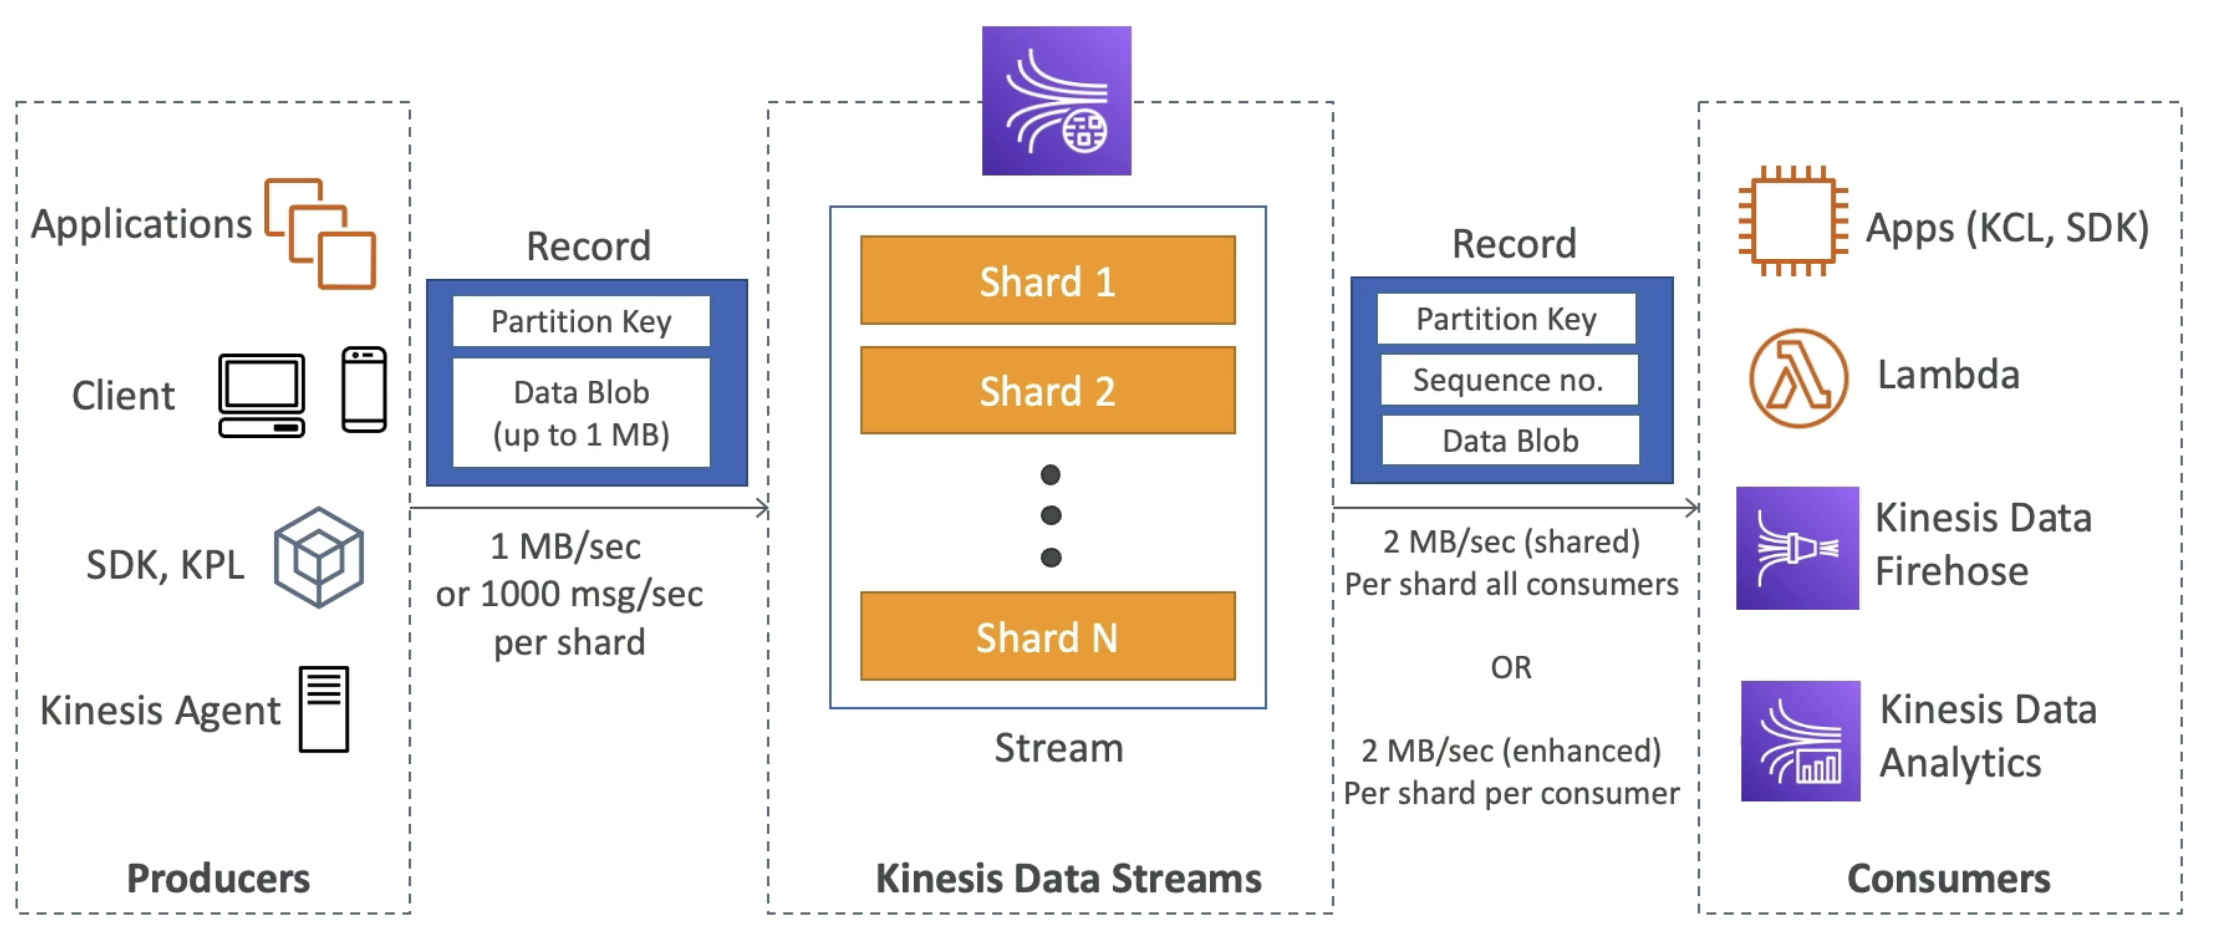 Applications
Client
SDK, KPL
Kinesis Agent
Producers
Record
Partition Key
Data Blob
(up to 1 MB)
1 MB/sec
or 1000 msg/sec
per shard
Shard 1
Shard 2
Shard N
Stream
Kinesis Data Streams
Record
Partition Key
Sequence no.
Data Blob
2 MB/sec (shared)
Per shard all consumers
OR
2 MB/sec (enhanced)
Per shard per consumer
Apps (KCL, SDK)
Lambda
Kinesis Data
Firehose
Kinesis Data
Analytics
Consumers